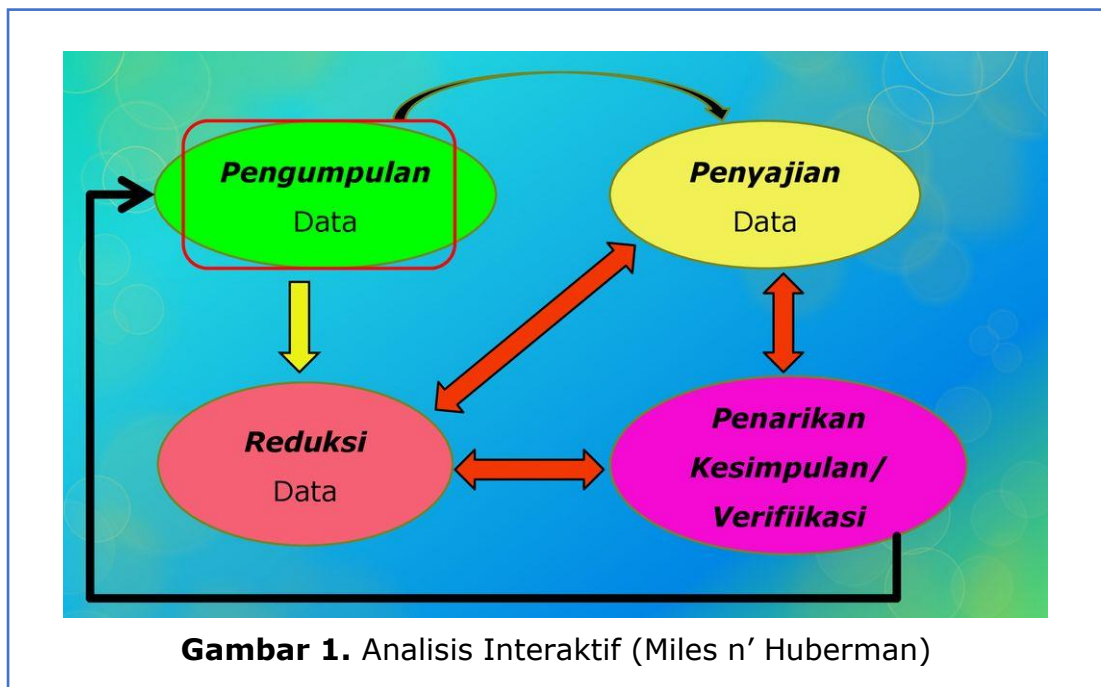 Pengumpulan
Data
Penyajian
Data
Reduksi
Data
Penarikan
Kesimpulan/
Verifiikasi
Gambar 1. Analisis Interaktif (Miles n’ Huberman)